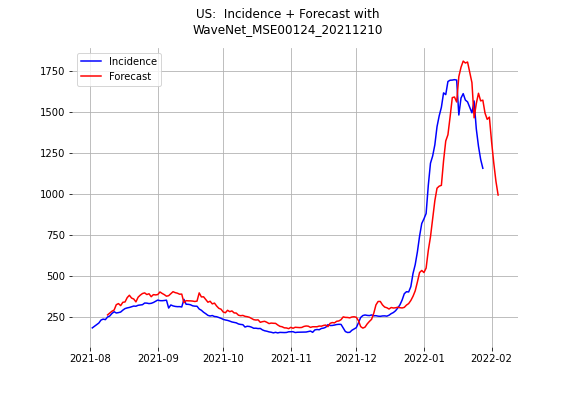 US:  Incidence + Forecast with
WaveNet_MSE00124_20211210
Incidence
Forecast
1750
1500
1250
1000
750
500
250
2021-08 2021-09 2021-10 2021-11 2021-12 2022-01 2022-02